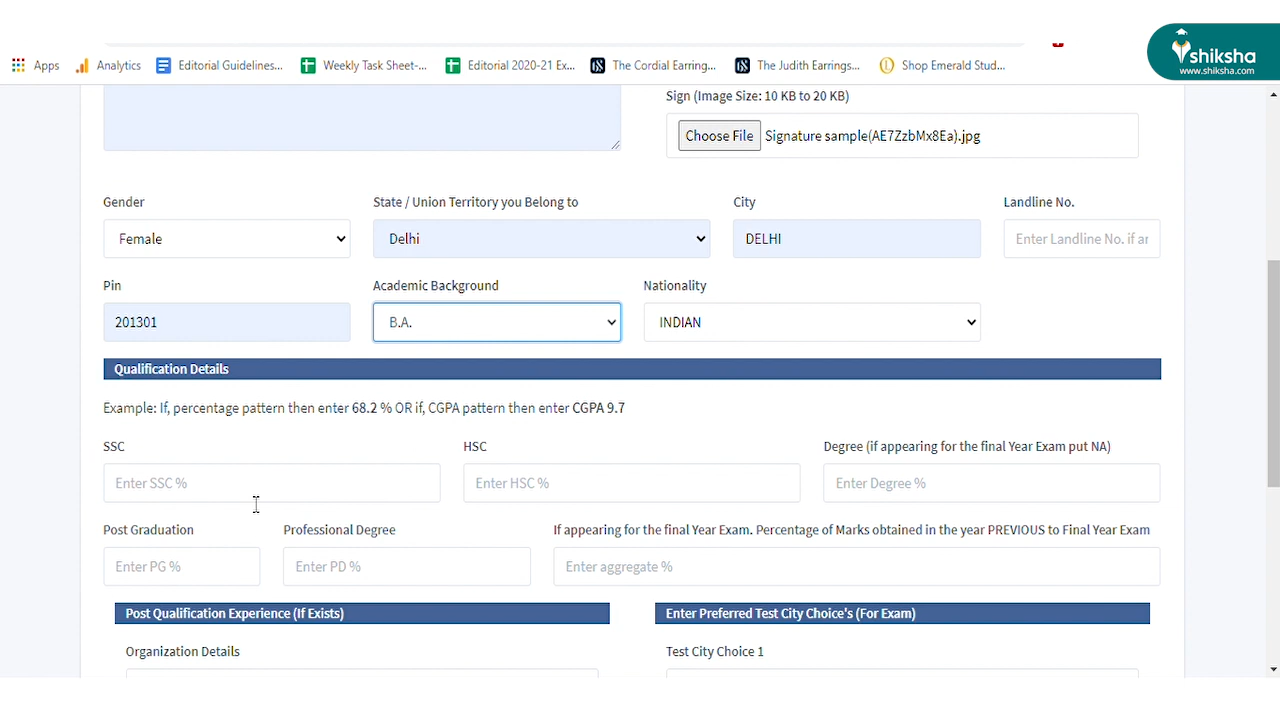 shiksha
www.shiksha.com
Apps Analytics Editorial Guidelines... Weekly Task Sheet-... Editorial 2020-21 Ex... The Cordial Earring... The Judith Earrings... Shop Emerald Stud...
Sign (Image Size: 10 KB to 20 KB)
Choose File Signature sample(AE7ZzbMx8Ea).jpg
Gender State / Union Territory you Belong to City Landline No.
Female Delhi DELHI Enter Landline No. if ar
Pin Academic Background Nationality
201301 B.A. INDIAN
Qualification Details
Example: If, percentage pattern then enter 68.2 % OR if, CGPA pattern then enter CGPA 9.7
SSC HSC Degree (if appearing for the final Year Exam put NA)
Enter SSC % Enter HSC % Enter Degree %
Post Graduation Professional Degree If appearing for the final Year Exam. Percentage of Marks obtained in the year PREVIOUS to Final Year Exam
Enter PG % Enter PD % Enter aggregate %
Post Qualification Experience (If Exists) Enter Preferred Test City Choice's (For Exam)
Organization Details Test City Choice 1